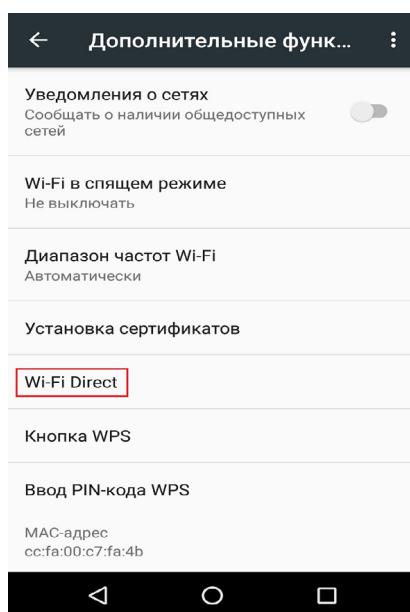 Дополнительные функ...
Уведомления о сетях
Сообщать о наличии общедоступных
сетей
Wi-Fi в спящем режиме
Не выключать
Диапазон частот Wi-Fi
Автоматически
Установка сертификатов
Wi-Fi Direct
Кнопка WPS
Ввод PIN-кода WPS
MAC-адрес
cc:fa:00:c7:fa:4b